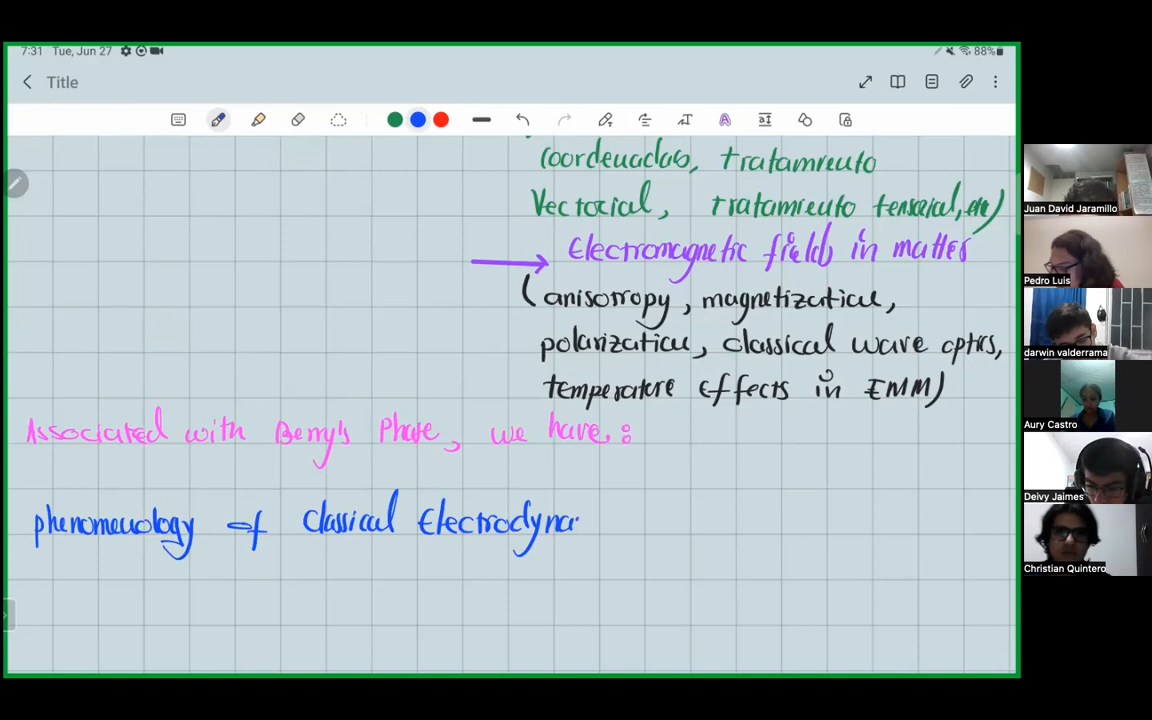 7:31 Tue, Jun 27 88%
Title
Coordenadas, tratamiento
Vectorial, tratamiento tensorial, etc)
Electromagnetic fields in matter
(anisotropy, magnetization,
polarization, classical wave optics,
temperature effects in EMM)
Associated with Berry's Phase, we have:
phenomenology of Classical Electrodyna
Juan David Jaramillo
Pedro Luis
darwin valderrama
Aury Castro
Deivy Jaimes
Christian Quintero